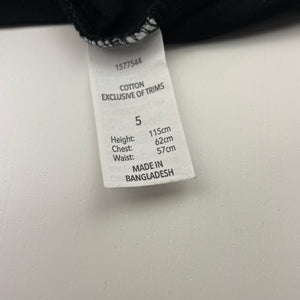 1577544
COTTON
EXCLUSIVE OF TRIMS
5
Height: 115cm
Chest: 62cm
Waist: 57cm
MADE IN
BANGLADESH